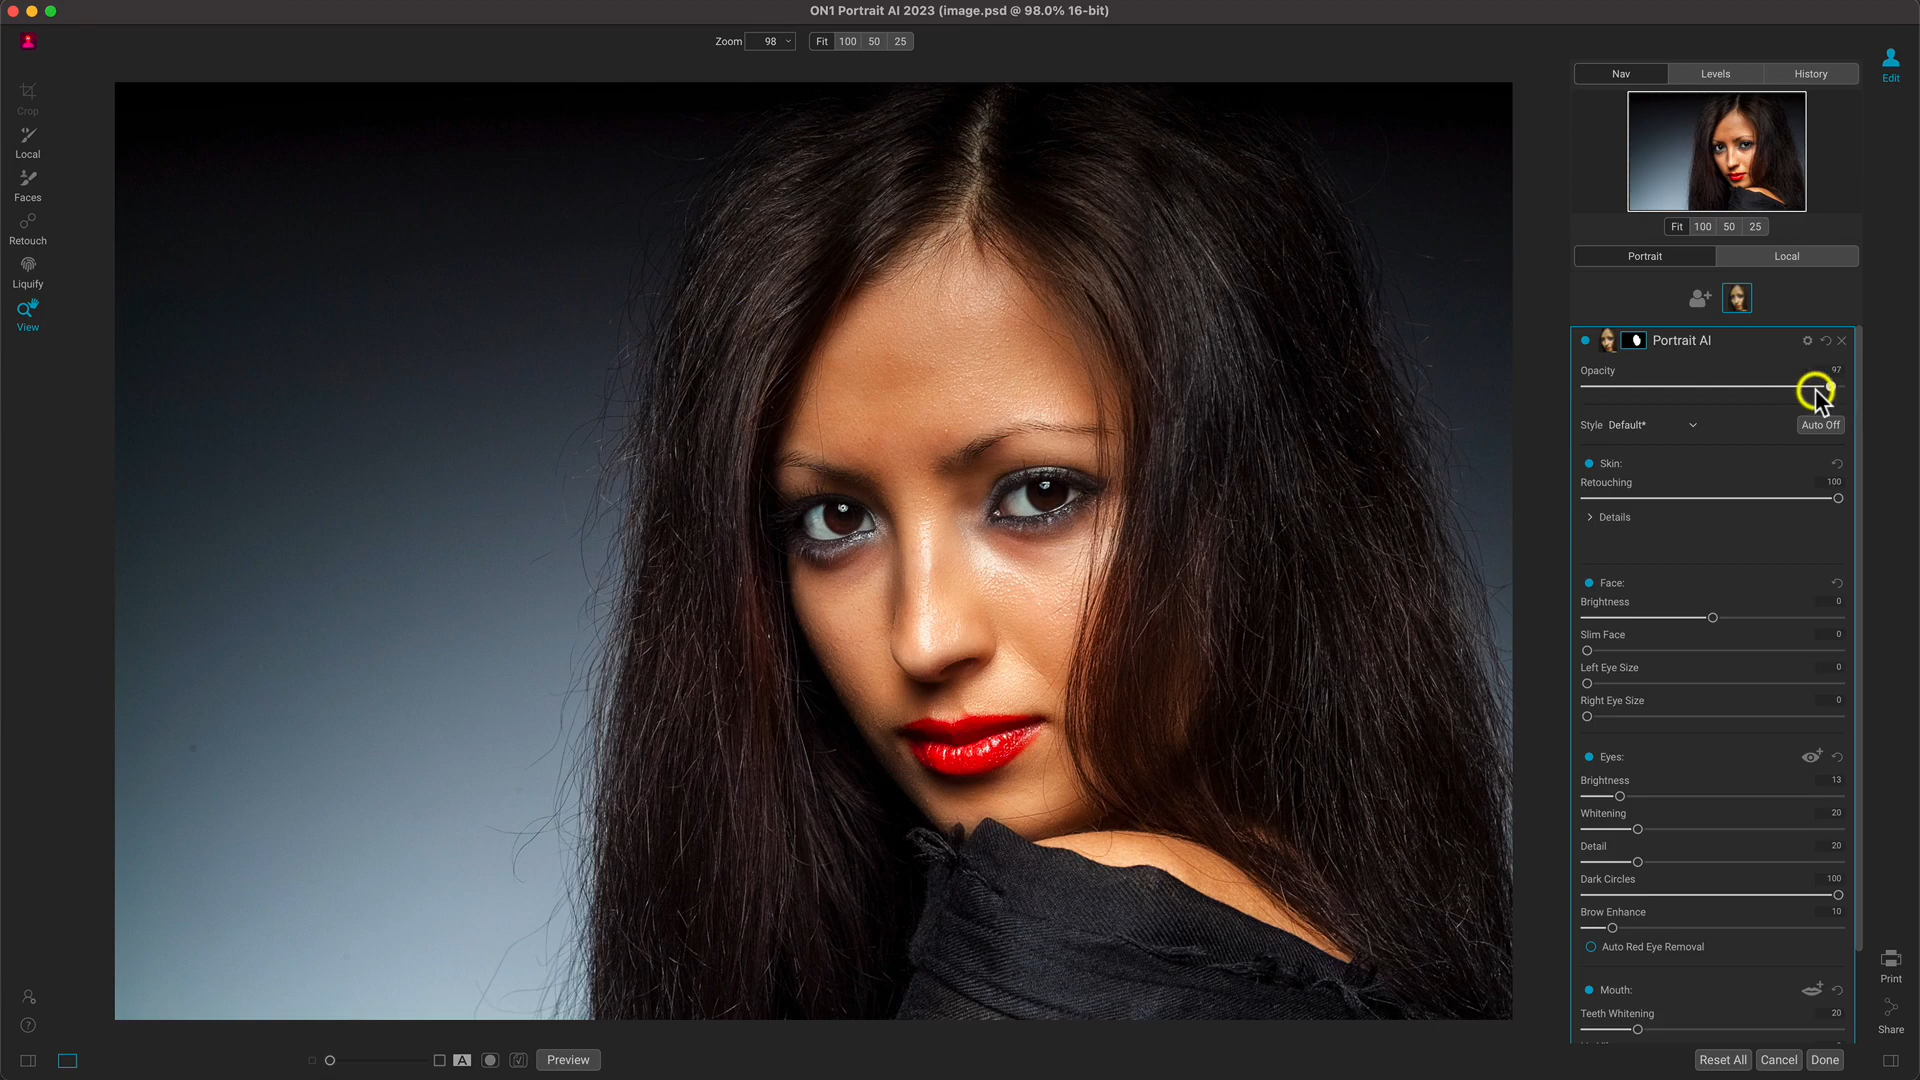 ON1 Portrait AI 2023 (image.psd @ 98.0% 16-bit)
Zoom 98 Fit 100 50 25
Crop
Local
Faces
Retouch
Liquify
View
Nav Levels History
Edit
Fit 100 50 25
Portrait Local
Portrait AI
Opacity 97
Style Default* Auto Off
Skin:
Retouching 100
Details
Face:
Brightness 0
Slim Face 0
Left Eye Size 0
Right Eye Size 0
Eyes:
Brightness 13
Whitening 20
Detail 20
Dark Circles 100
Brow Enhance 10
Auto Red Eye Removal
Mouth:
Teeth Whitening 20
Print
Share
?
A Preview
Reset All Cancel Done